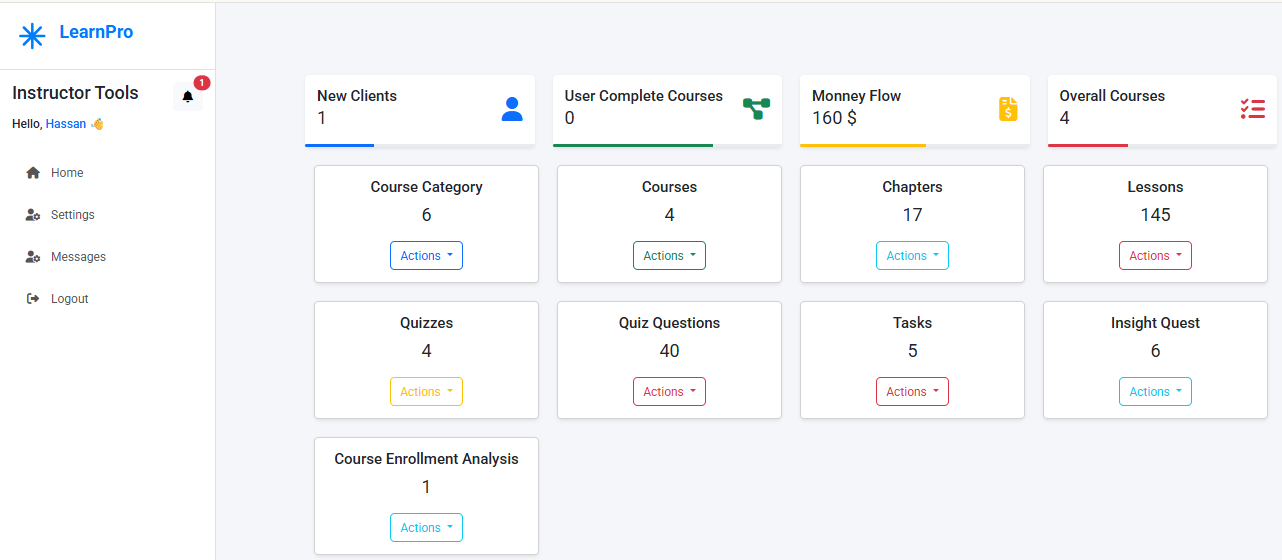 LearnPro
Instructor Tools
1
Hello, Hassan 👋
Home
Settings
Messages
Logout
New Clients
1
User Complete Courses
0
Monney Flow
160 $
Overall Courses
4
Course Category
6
Actions
Courses
4
Actions
Chapters
17
Actions
Lessons
145
Actions
Quizzes
4
Actions
Quiz Questions
40
Actions
Tasks
5
Actions
Insight Quest
6
Actions
Course Enrollment Analysis
1
Actions